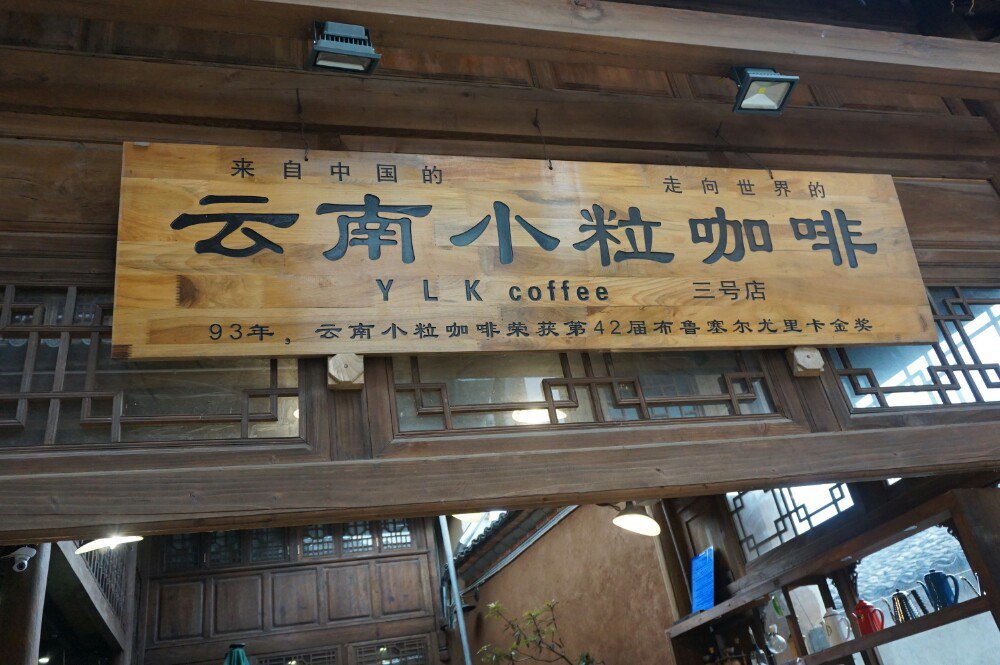 来自中国的
走向世界的
云南小粒咖啡
YLK coffee 三号店
93年，云南小粒咖啡荣获第42届布鲁塞尔尤里卡金奖